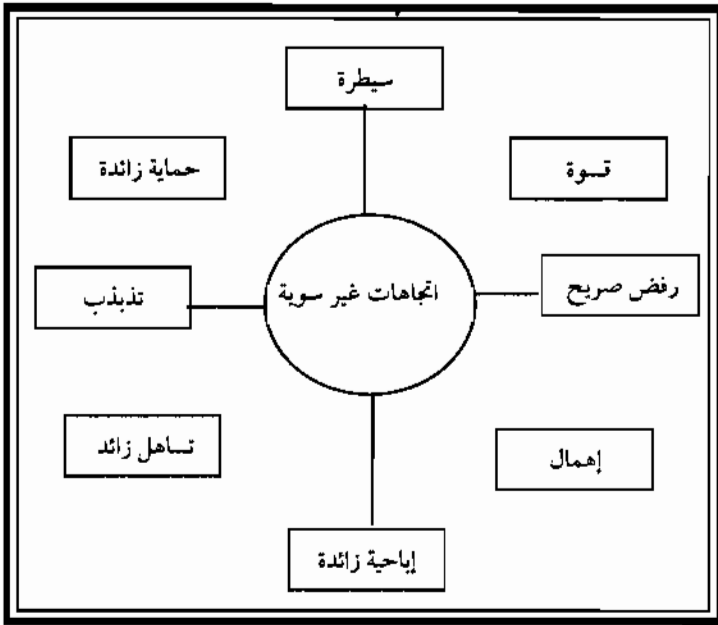 سيطرة
قسوة
حماية زائدة
رفض صريح
اتجاهات غير سوية
تذبذب
تساهل زائد
إهمال
إباحية زائدة